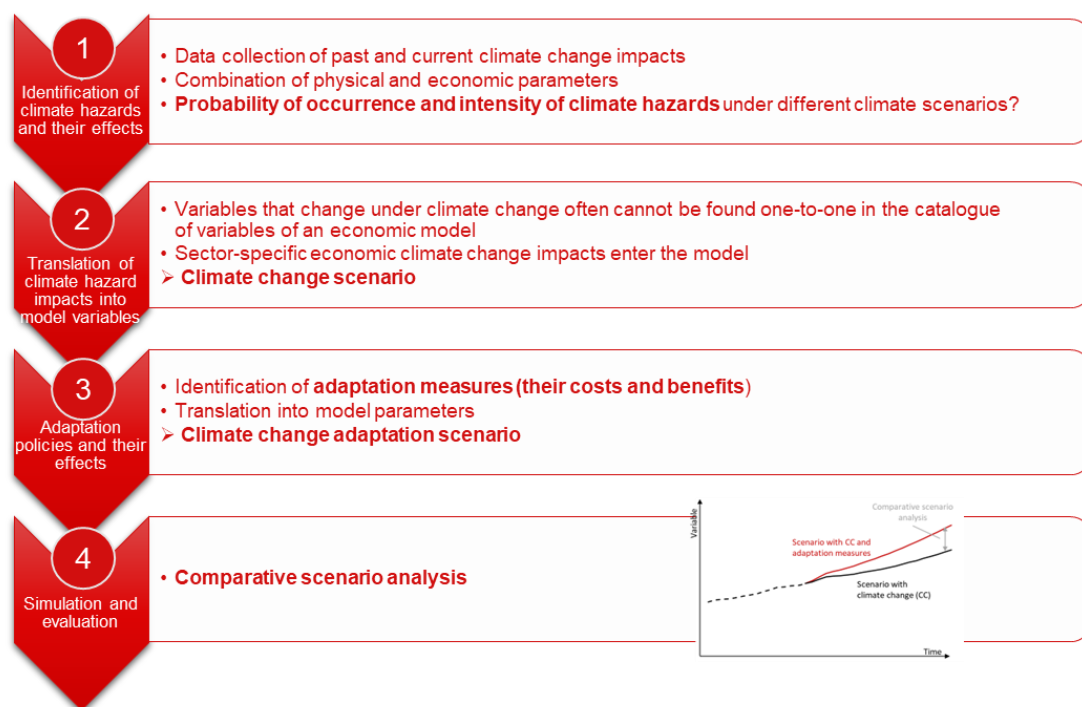 1
Identification of
climate hazards
and their effects
• Data collection of past and current climate change impacts
• Combination of physical and economic parameters
• Probability of occurrence and intensity of climate hazards under different climate scenarios?
2
Translation of
climate hazard
impacts into
model variables
• Variables that change under climate change often cannot be found one-to-one in the catalogue
of variables of an economic model
• Sector-specific economic climate change impacts enter the model
➢ Climate change scenario
3
Adaptation
policies and their
effects
• Identification of adaptation measures (their costs and benefits)
• Translation into model parameters
➢ Climate change adaptation scenario
4
Simulation and
evaluation
• Comparative scenario analysis
Variable
Comparative scenario
analysis
Scenario with CC and
adaptation measures
Scenario with
climate change (CC)
Time